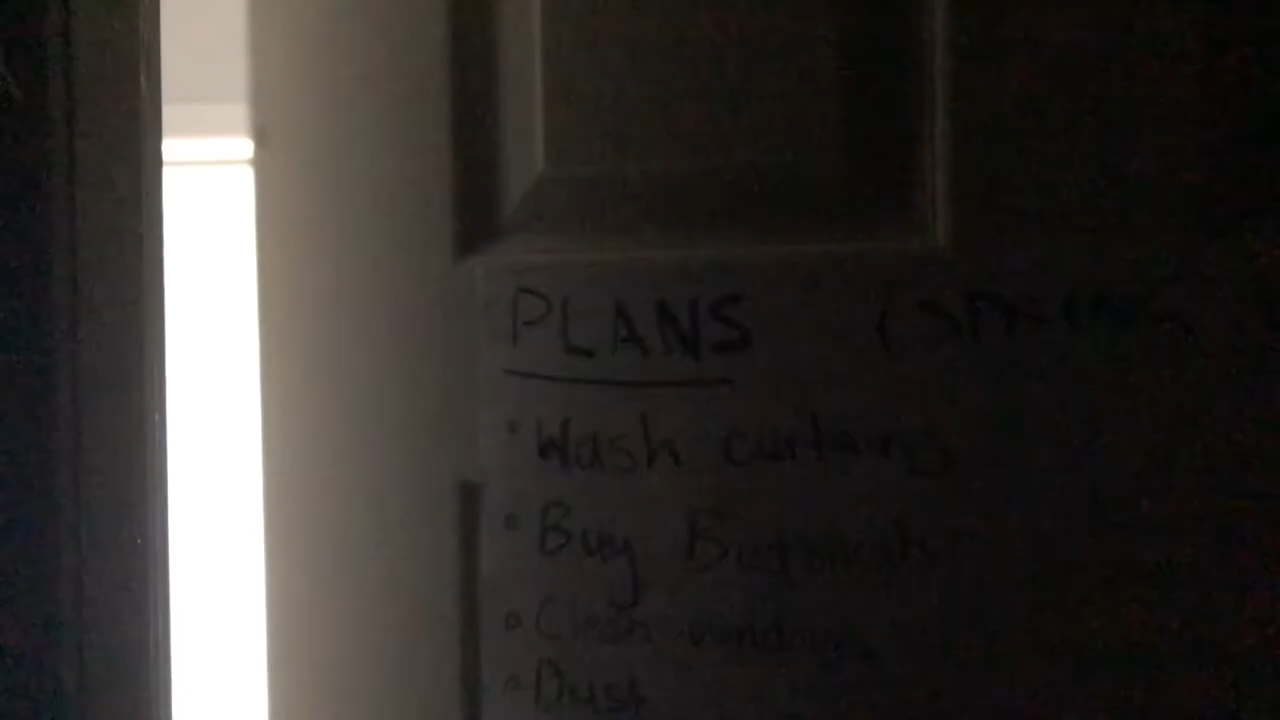 PLANS
• Wash curtains
• Buy
• Clean windows
• Dust